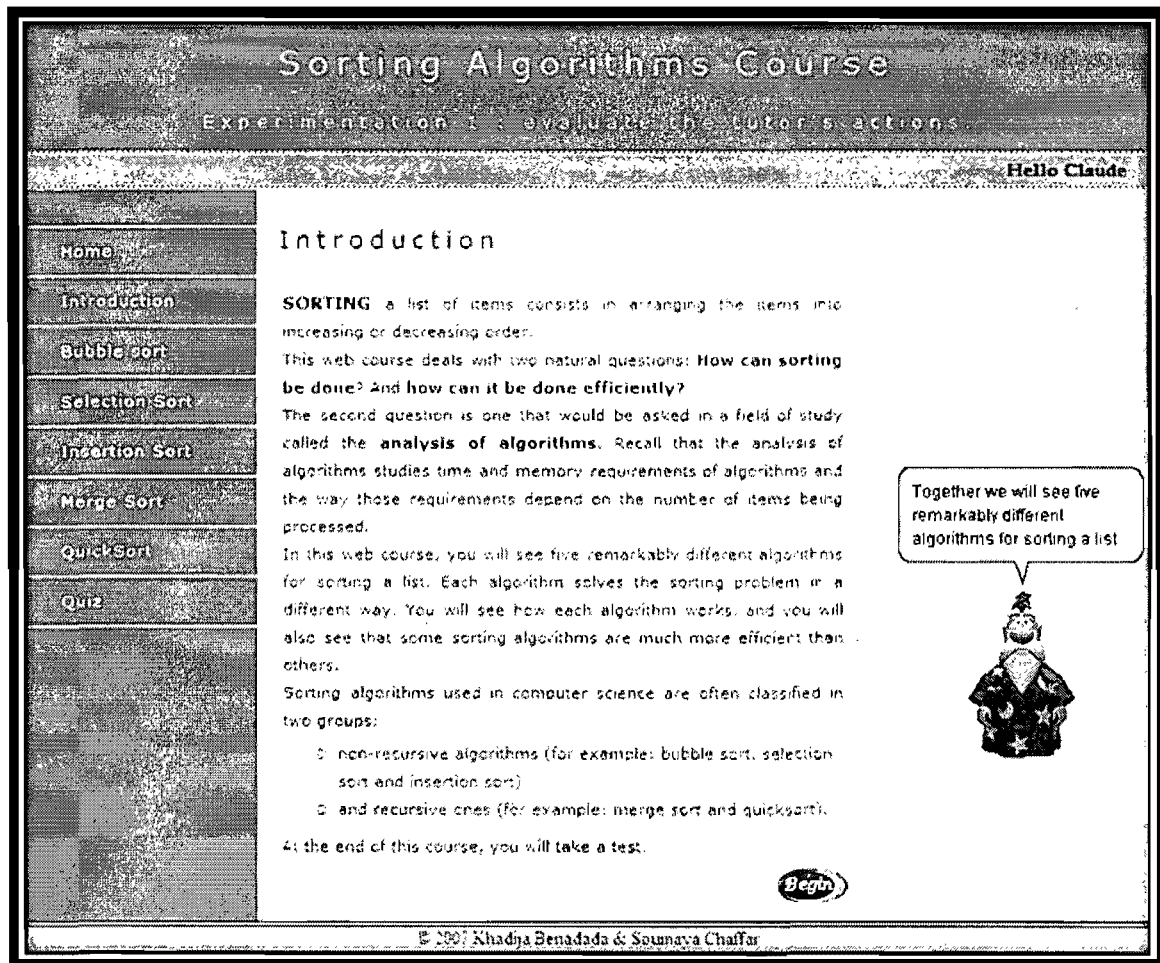 Sorting Algorithms Course
Experimentation 1 : evaluate the tutor's actions.
Hello Claude
Home
Introduction
Bubble sort
Selection Sort
Insertion Sort
Merge Sort
QuickSort
Quiz
Introduction
SORTING a list of items consists in arranging the items into
increasing or decreasing order.
This web course deals with two natural questions: How can sorting
be done? And how can it be done efficiently?
The second question is one that would be asked in a field of study
called the analysis of algorithms. Recall that the analysis of
algorithms studies time and memory requirements of algorithms and
the way those requirements depend on the number of items being
processed.
In this web course, you will see five remarkably different algorithms
for sorting a list. Each algorithm solves the sorting problem in a
different way. You will see how each algorithm works, and you will
also see that some sorting algorithms are much more efficient than
others.
Sorting algorithms used in computer science are often classified in
two groups:
non-recursive algorithms (for example: bubble sort, selection
sort and insertion sort)
and recursive ones (for example: merge sort and quicksort).
At the end of this course, you will take a test.
Begin
Together we will see five
remarkably different
algorithms for sorting a list
© 2007 Khadija Benadada & Soumaya Chaffar